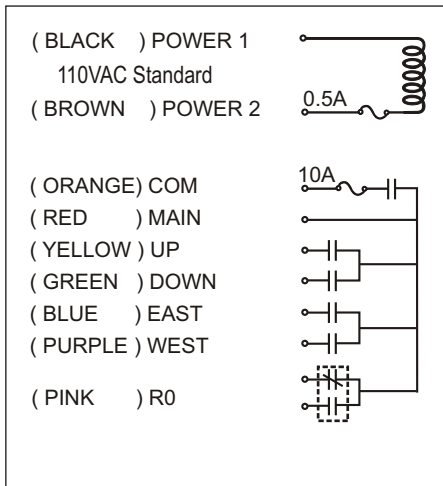 ( BLACK ) POWER 1
110VAC Standard
( BROWN ) POWER 2 0.5A
( ORANGE) COM 10A
( RED ) MAIN
( YELLOW ) UP
( GREEN ) DOWN
( BLUE ) EAST
( PURPLE ) WEST
( PINK ) R0